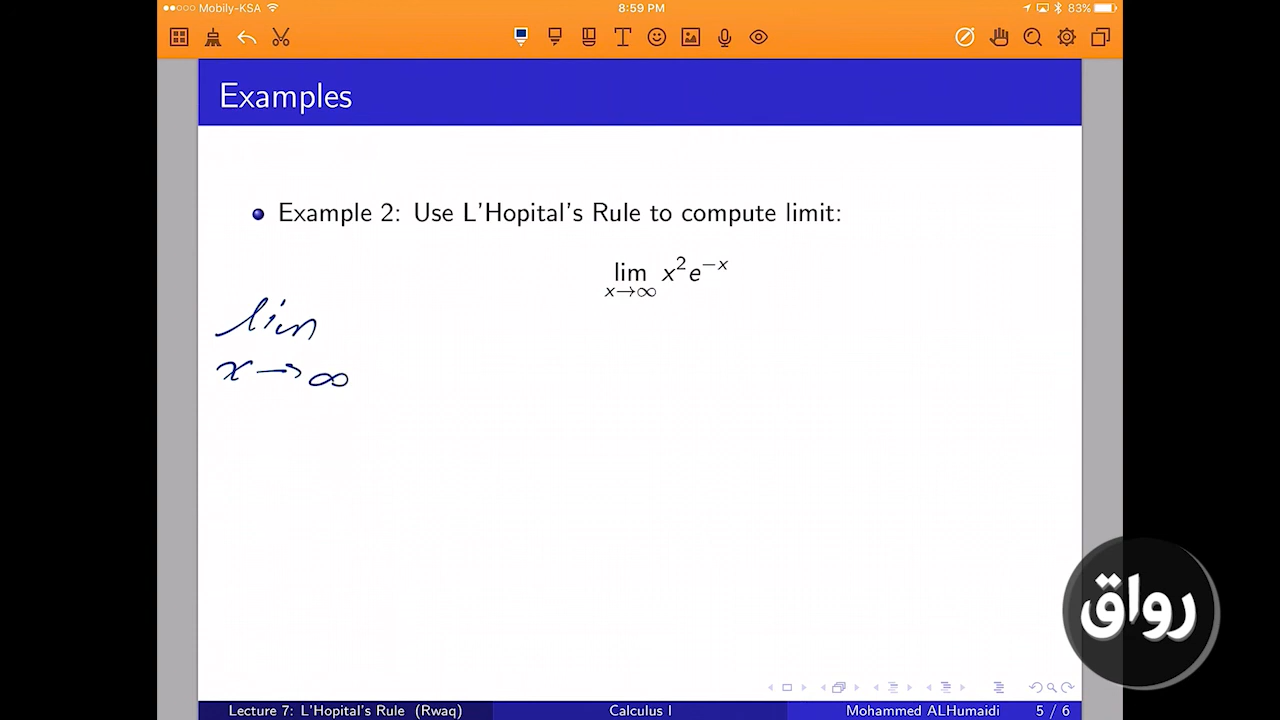 Mobily-KSA 8:59 PM 83%
Examples
Example 2: Use L'Hopital's Rule to compute limit:
lim x→∞ x²e⁻ˣ
lim
x→∞
رواق
Lecture 7: L'Hopital's Rule (Rwaq) Calculus I Mohammed ALHumaidi 5 / 6